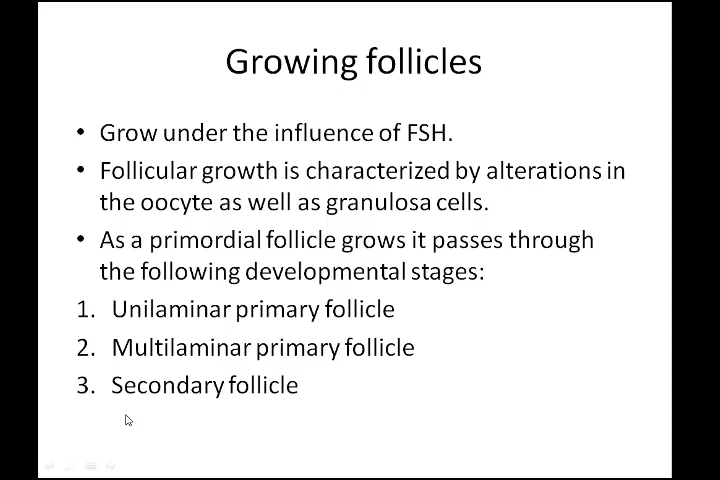 Growing follicles
• Grow under the influence of FSH.
• Follicular growth is characterized by alterations in
the oocyte as well as granulosa cells.
• As a primordial follicle grows it passes through
the following developmental stages:
1. Unilaminar primary follicle
2. Multilaminar primary follicle
3. Secondary follicle